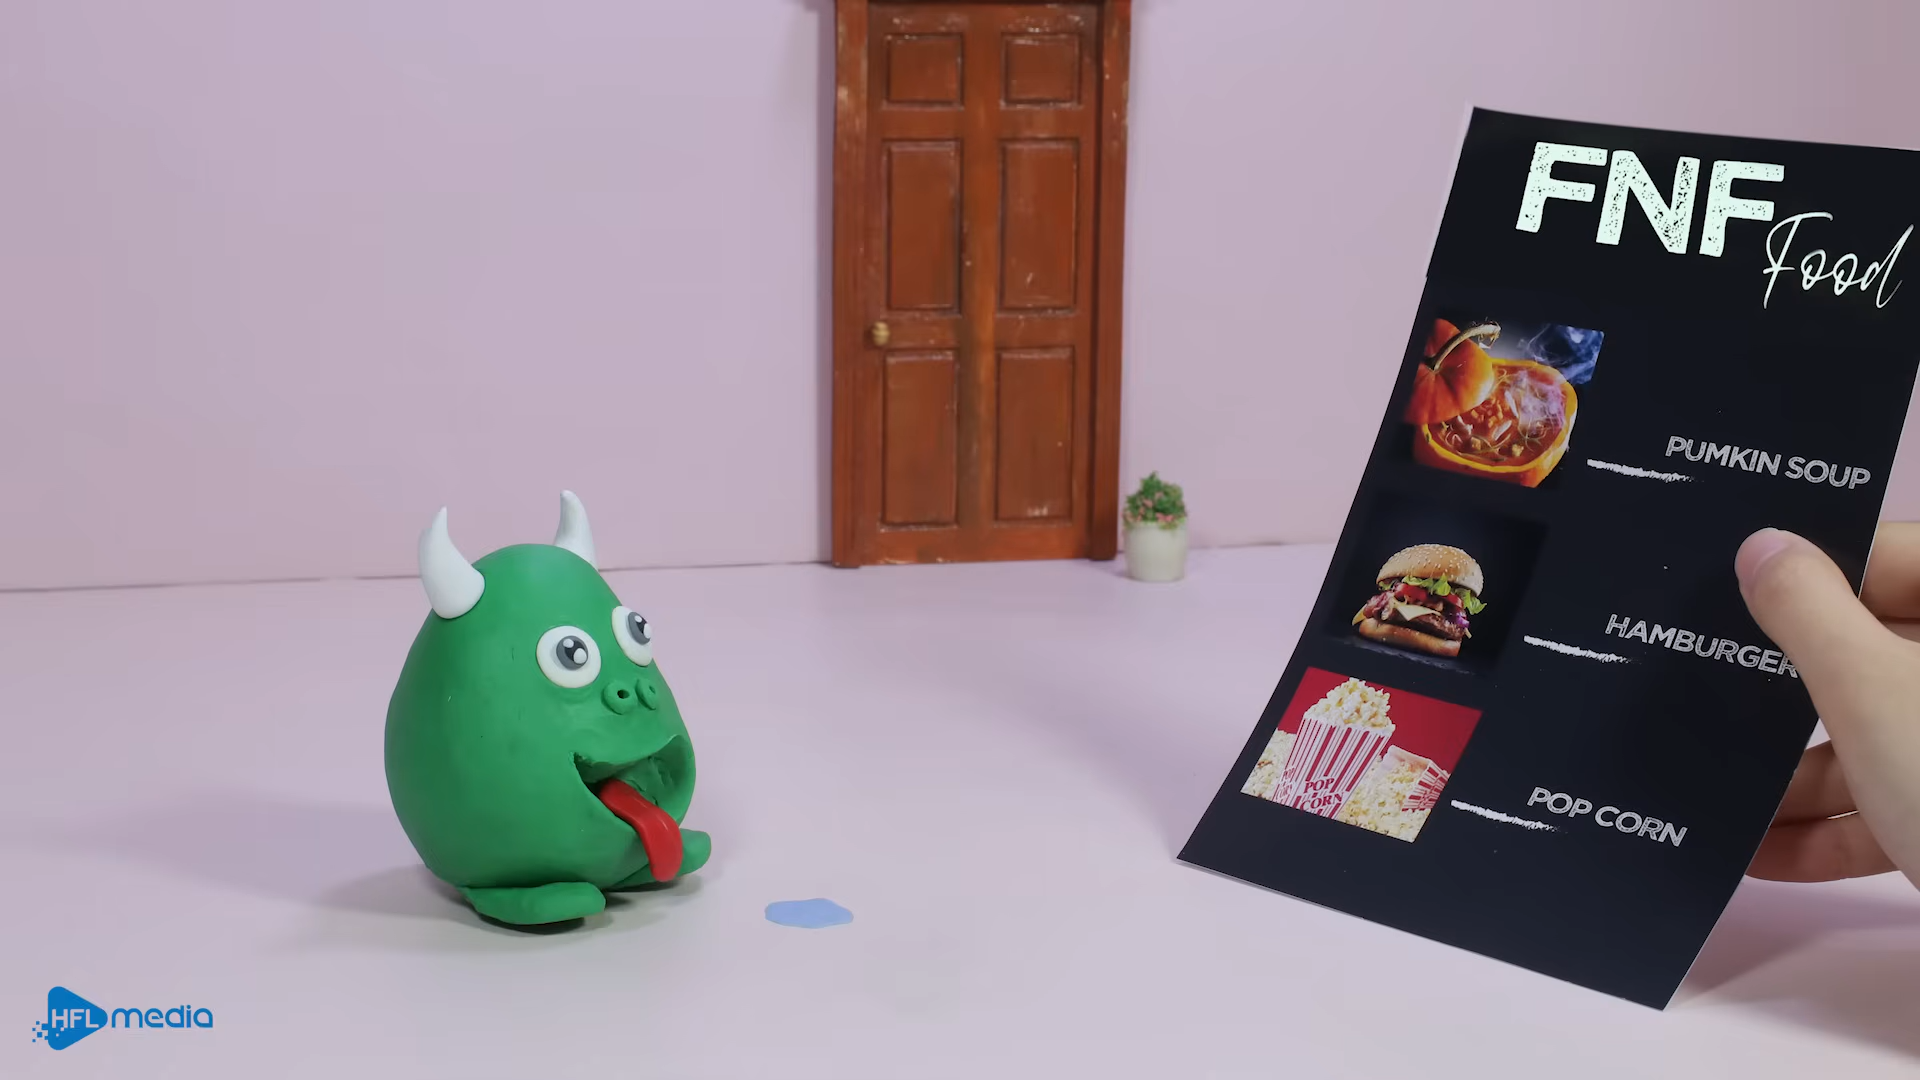 FNF
Food
PUMKIN SOUP
HAMBURGER
POP CORN
POP
CORN
HFL media